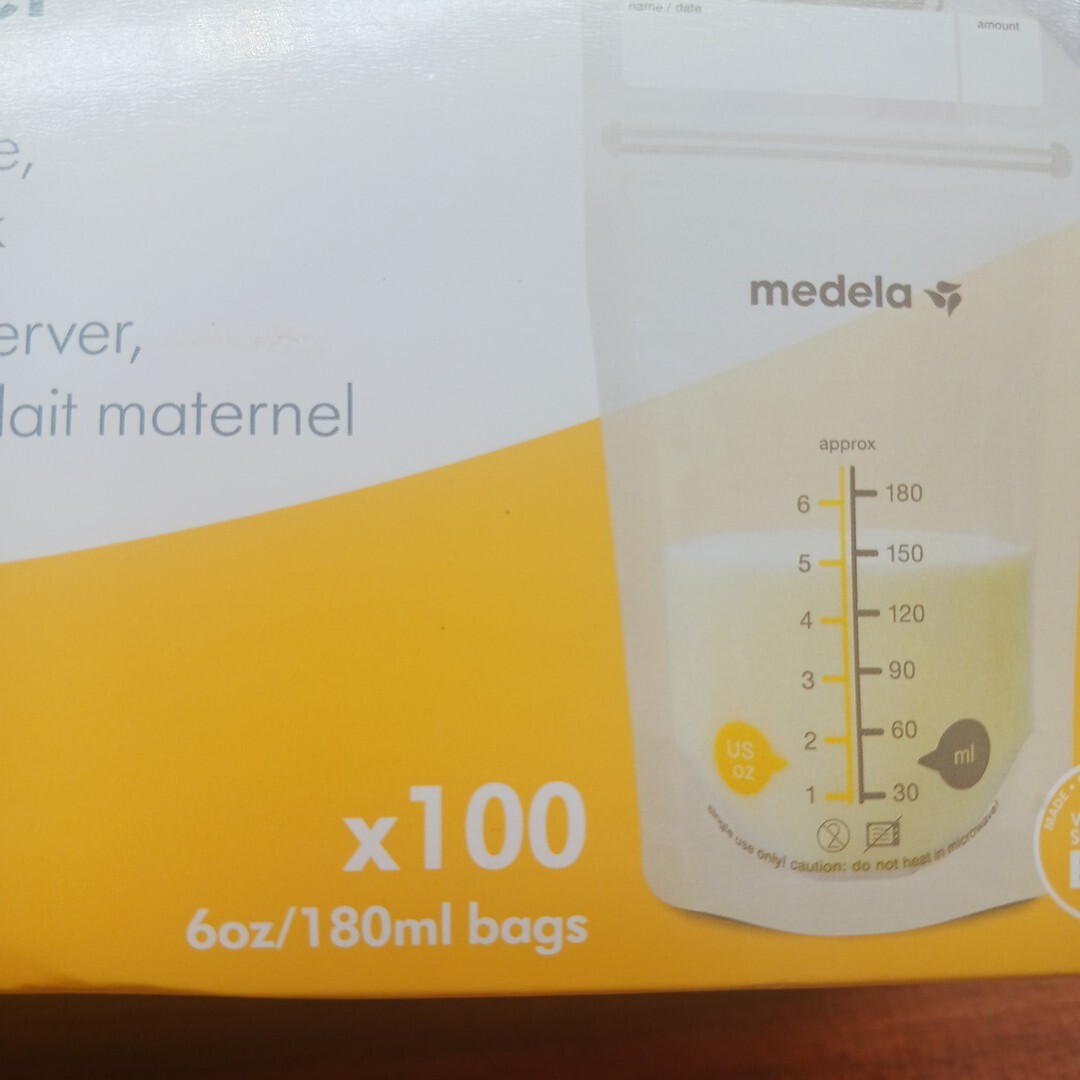 name / date
amount
e,
k
erver,
lait maternel
medela
approx
6 180
5 150
4 120
3 90
2 60
1 30
US
oz
ml
single use only! caution: do not heat in microwave!
x100
6oz/180ml bags
MADE